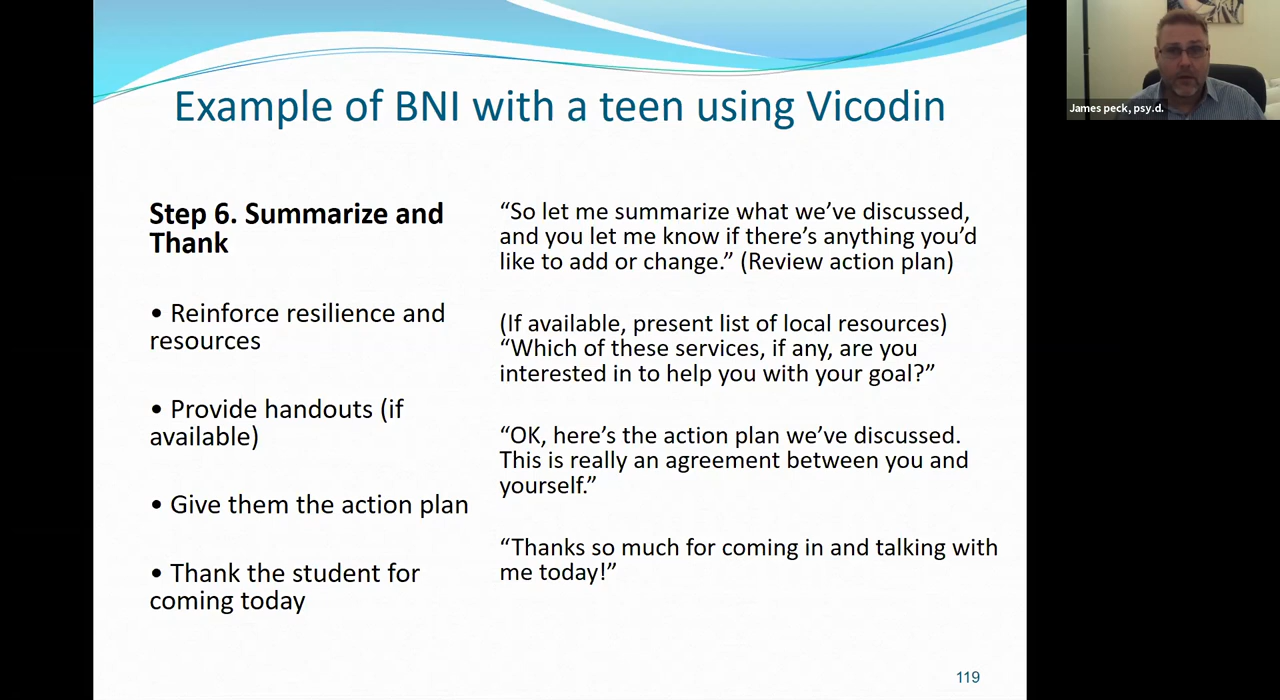 Example of BNI with a teen using Vicodin
Step 6. Summarize and
Thank
• Reinforce resilience and
resources
• Provide handouts (if
available)
• Give them the action plan
• Thank the student for
coming today
“So let me summarize what we’ve discussed,
and you let me know if there’s anything you’d
like to add or change.” (Review action plan)
(If available, present list of local resources)
“Which of these services, if any, are you
interested in to help you with your goal?”
“OK, here’s the action plan we’ve discussed.
This is really an agreement between you and
yourself.”
“Thanks so much for coming in and talking with
me today!”
119
James peck, psy.d.